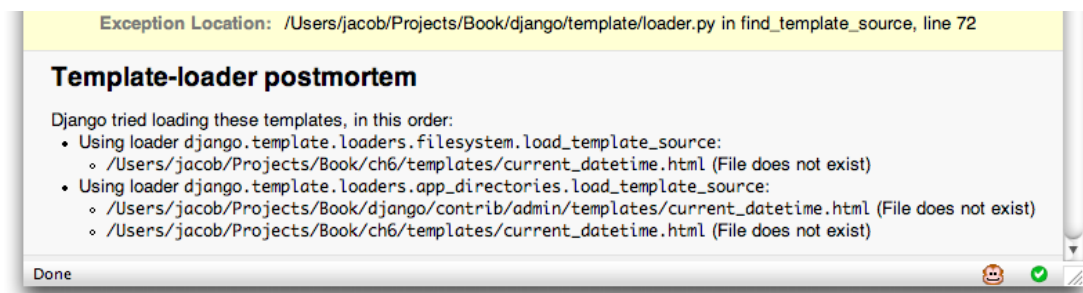 Exception Location: /Users/jacob/Projects/Book/django/template/loader.py in find_template_source, line 72
Template-loader postmortem
Django tried loading these templates, in this order:
• Using loader django.template.loaders.filesystem.load_template_source:
◦ /Users/jacob/Projects/Book/ch6/templates/current_datetime.html (File does not exist)
• Using loader django.template.loaders.app_directories.load_template_source:
◦ /Users/jacob/Projects/Book/django/contrib/admin/templates/current_datetime.html (File does not exist)
◦ /Users/jacob/Projects/Book/ch6/templates/current_datetime.html (File does not exist)
Done